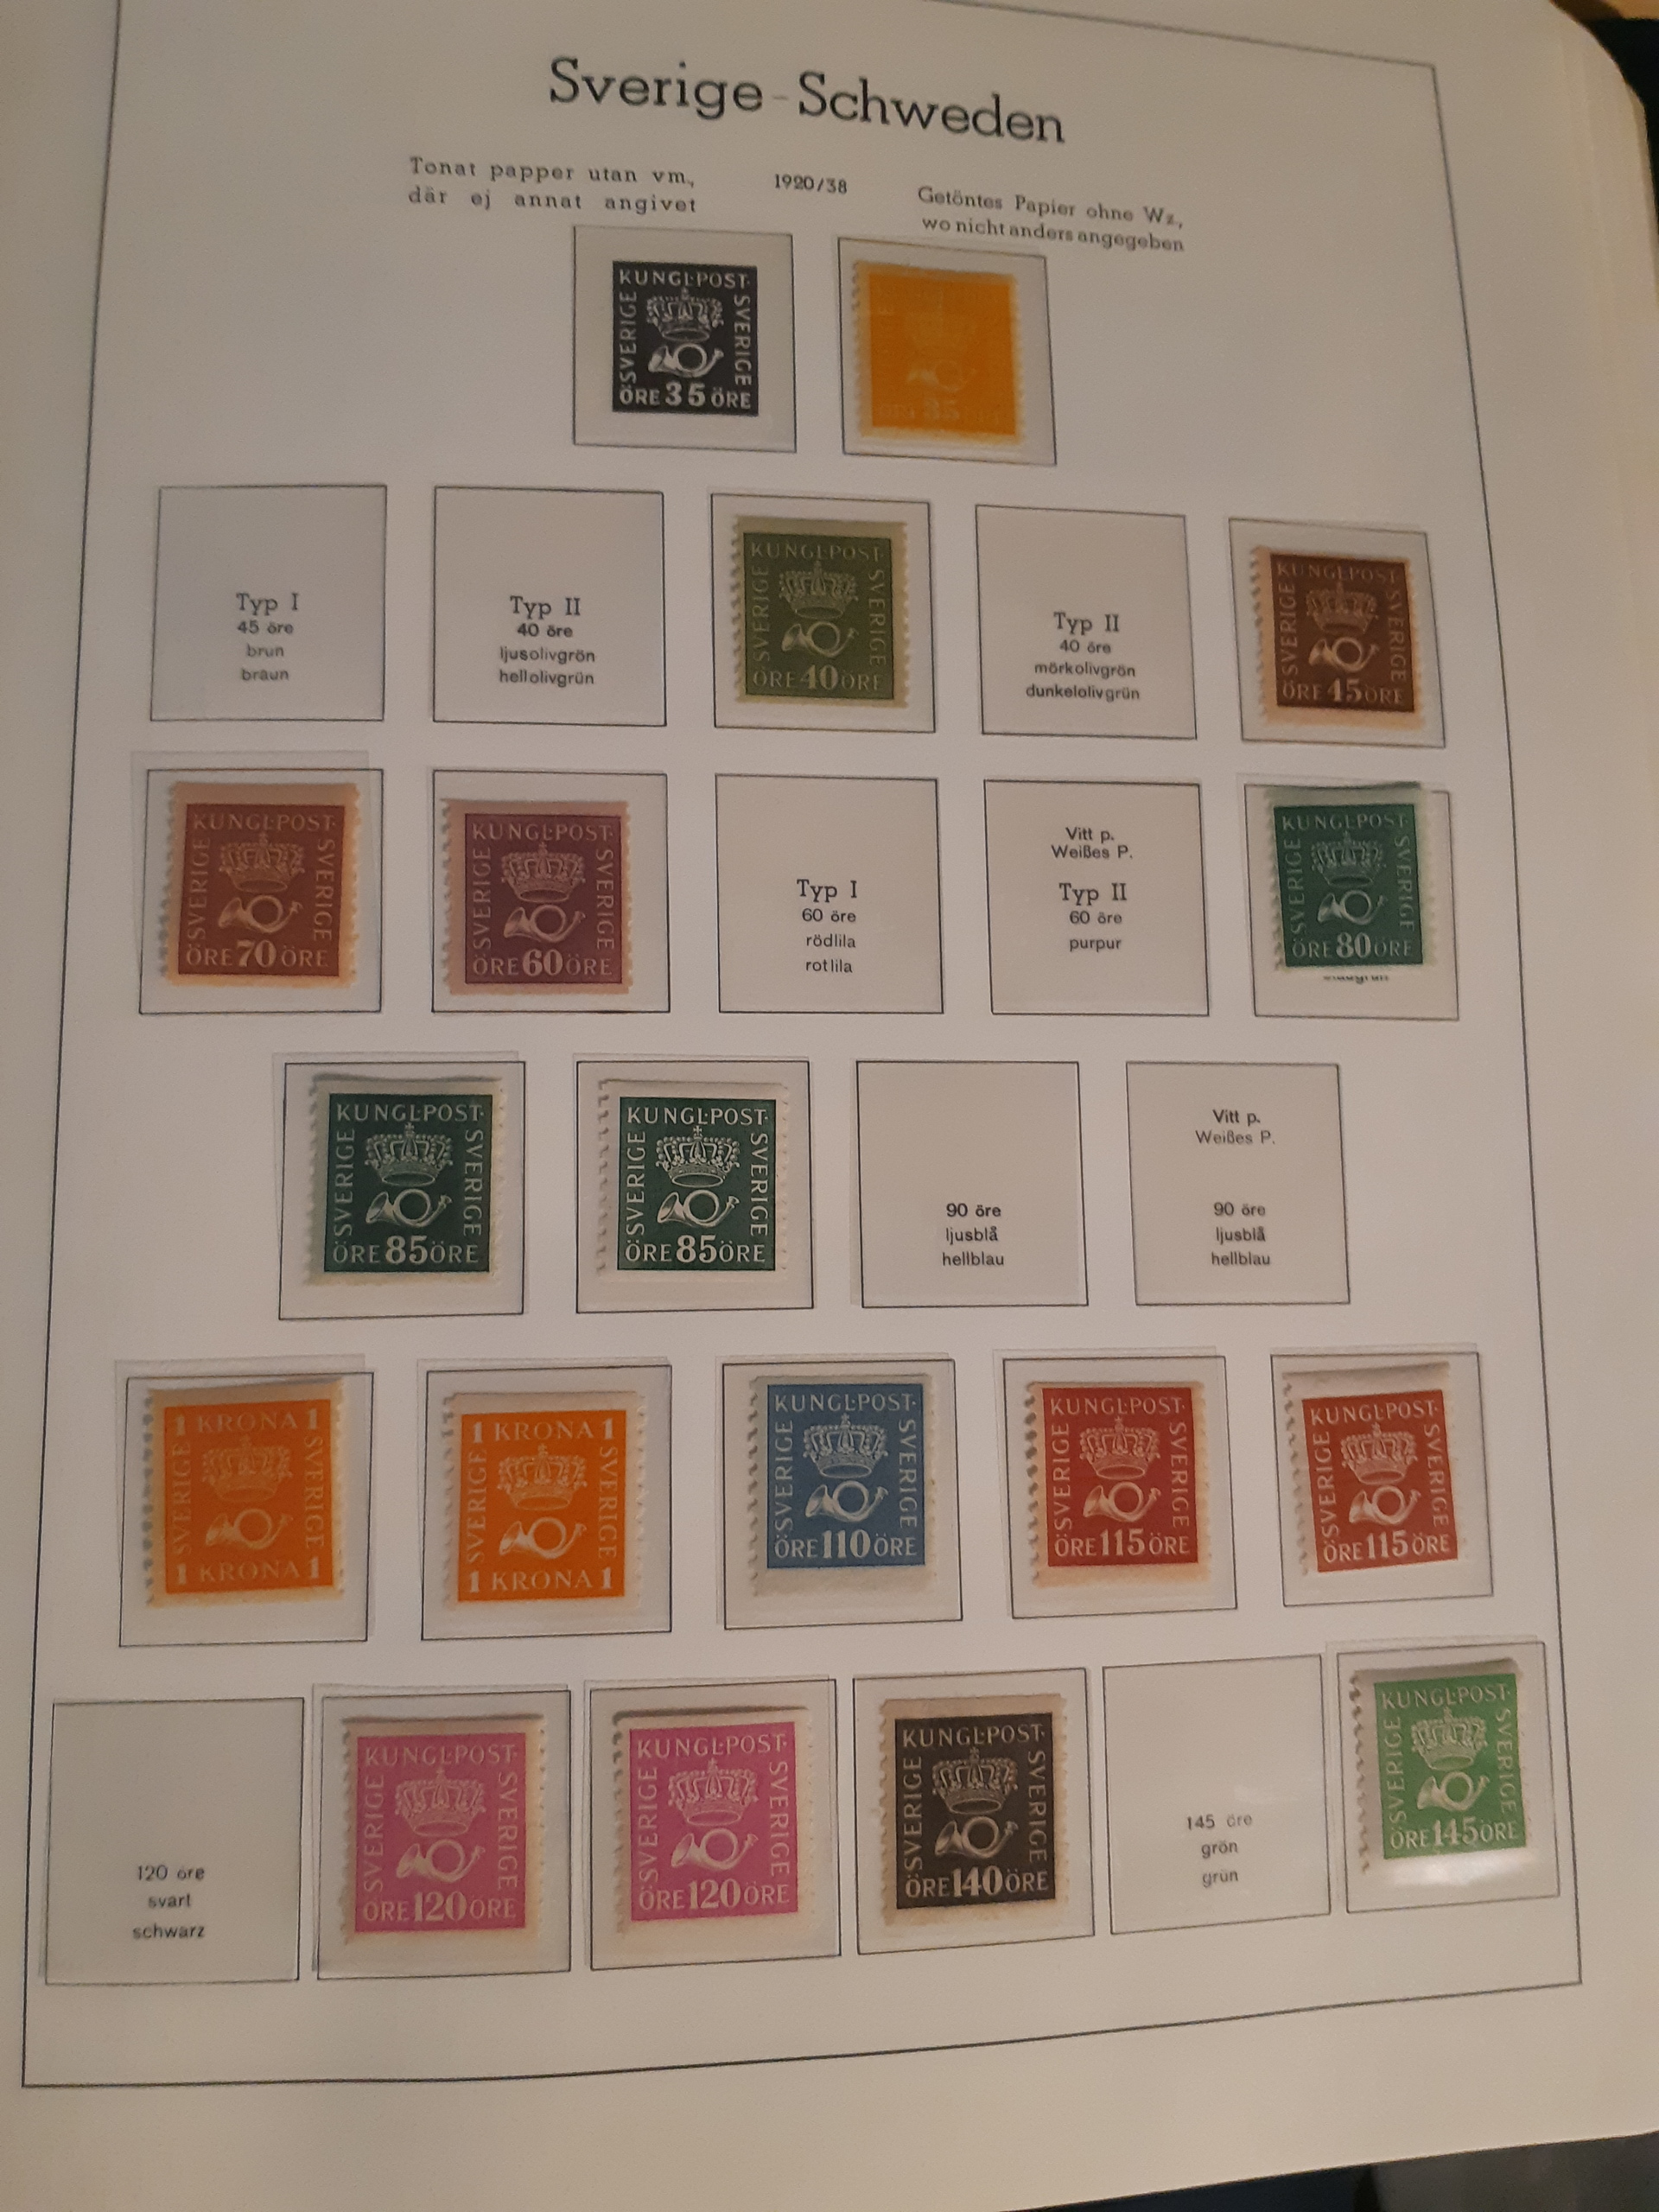 Sverige-Schweden
Tonat papper utan vm.,
där ej annat angivet
1920/38
Getöntes Papier ohne Wz.,
wo nicht anders angegeben
KUNGL·POST·
SVERIGE
SVERIGE
ÖRE 35 ÖRE
35
Typ I
45 öre
brun
braun
Typ II
40 öre
ljusolivgrön
hellolivgrün
KUNGL·POST·
SVERIGE
SVERIGE
ÖRE 40 ÖRE
Typ II
40 öre
mörkolivgrön
dunkelolivgrün
KUNGL·POST
SVERIGE
SVERIGE
ÖRE 45 ÖRE
KUNGL·POST·
SVERIGE
SVERIGE
ÖRE 70 ÖRE
KUNGL·POST·
SVERIGE
SVERIGE
ÖRE 60 ÖRE
Typ I
60 öre
rödlila
rotlila
Vitt p.
Weißes P.
Typ II
60 öre
purpur
KUNGL·POST·
SVERIGE
SVERIGE
ÖRE 80 ÖRE
KUNGL·POST·
SVERIGE
SVERIGE
ÖRE 85 ÖRE
KUNGL·POST·
SVERIGE
SVERIGE
ÖRE 85 ÖRE
90 öre
ljusblå
hellblau
Vitt p.
Weißes P.
90 öre
ljusblå
hellblau
1 KRONA 1
SVERIGE
SVERIGE
1 KRONA 1
1 KRONA 1
SVERIGE
SVERIGE
1 KRONA 1
KUNGL·POST·
SVERIGE
SVERIGE
ÖRE 110 ÖRE
KUNGL·POST·
SVERIGE
SVERIGE
ÖRE 115 ÖRE
KUNGL·POST·
SVERIGE
SVERIGE
ÖRE 115 ÖRE
120 öre
svart
schwarz
KUNGL·POST·
SVERIGE
SVERIGE
ÖRE 120 ÖRE
KUNGL·POST·
SVERIGE
SVERIGE
ÖRE 120 ÖRE
KUNGL·POST·
SVERIGE
SVERIGE
ÖRE 140 ÖRE
145 öre
grön
grün
KUNGL·POST·
SVERIGE
SVERIGE
ÖRE 145 ÖRE